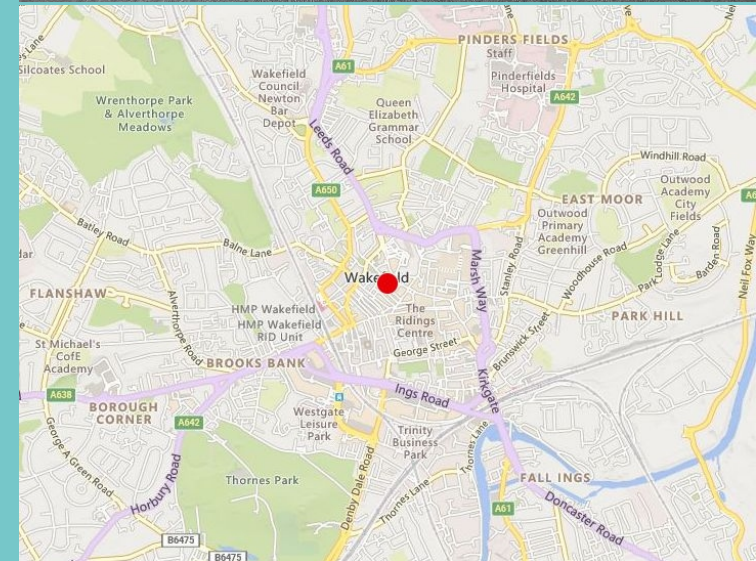 PINDERS FIELDS
Staff
Silcoates School
A61
Wakefield
Council
Newton
Bar
Depot
Pinderfields
Hospital
Wrenthorpe Park
& Alverthorpe
Meadows
A642
Queen
Elizabeth
Grammar
School
Leeds Road
Windhill Road
A650
EAST MOOR
Outwood
Academy
City
Fields
Outwood
Primary
Academy
Greenhill
Batley Road
Balne Lane
Marsh Way
Stanley Road
Woodhouse Road
Park Lodge Lane
Barden Road
Neil Fox Way
Wakefield
FLANSHAW
Alverthorpe Road
HMP Wakefield
HMP Wakefield
RID Unit
The
Ridings
Centre
PARK HILL
St Michael's
CofE
Academy
George Street
Brunswick Street
BROOKS BANK
Kirkgate
A638
Ings Road
BOROUGH
CORNER
A642
Westgate
Leisure
Park
Trinity
Business
Park
Thornes Lane
George A Green Road
Horbury Road
Thornes Park
Denby Dale Road
Thornes Lane
FALL INGS
A61
Doncaster Road
B6475
B6475